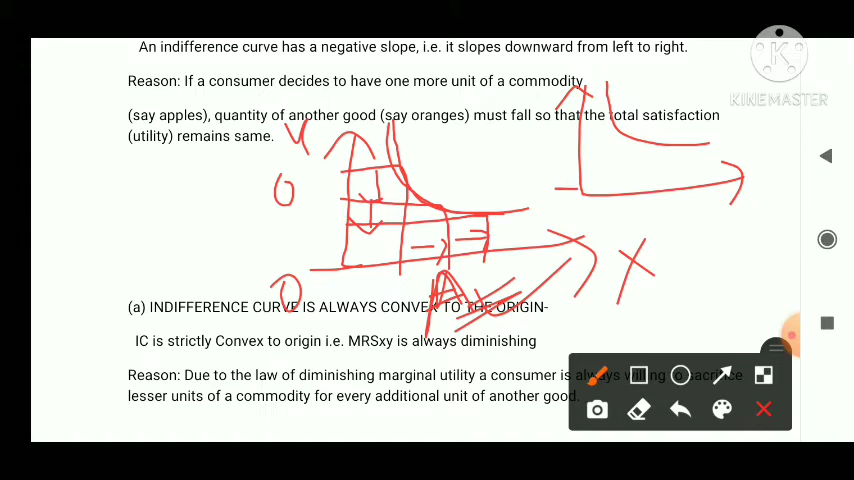 An indifference curve has a negative slope, i.e. it slopes downward from left to right.
KINEMASTER
Reason: If a consumer decides to have one more unit of a commodity
(say apples), quantity of another good (say oranges) must fall so that the total satisfaction
(utility) remains same.
Y
O
X
O
A
(a) INDIFFERENCE CURVE IS ALWAYS CONVEX TO THE ORIGIN-
IC is strictly Convex to origin i.e. MRSxy is always diminishing
Reason: Due to the law of diminishing marginal utility a consumer is always willing to sacrifice
lesser units of a commodity for every additional unit of another good.